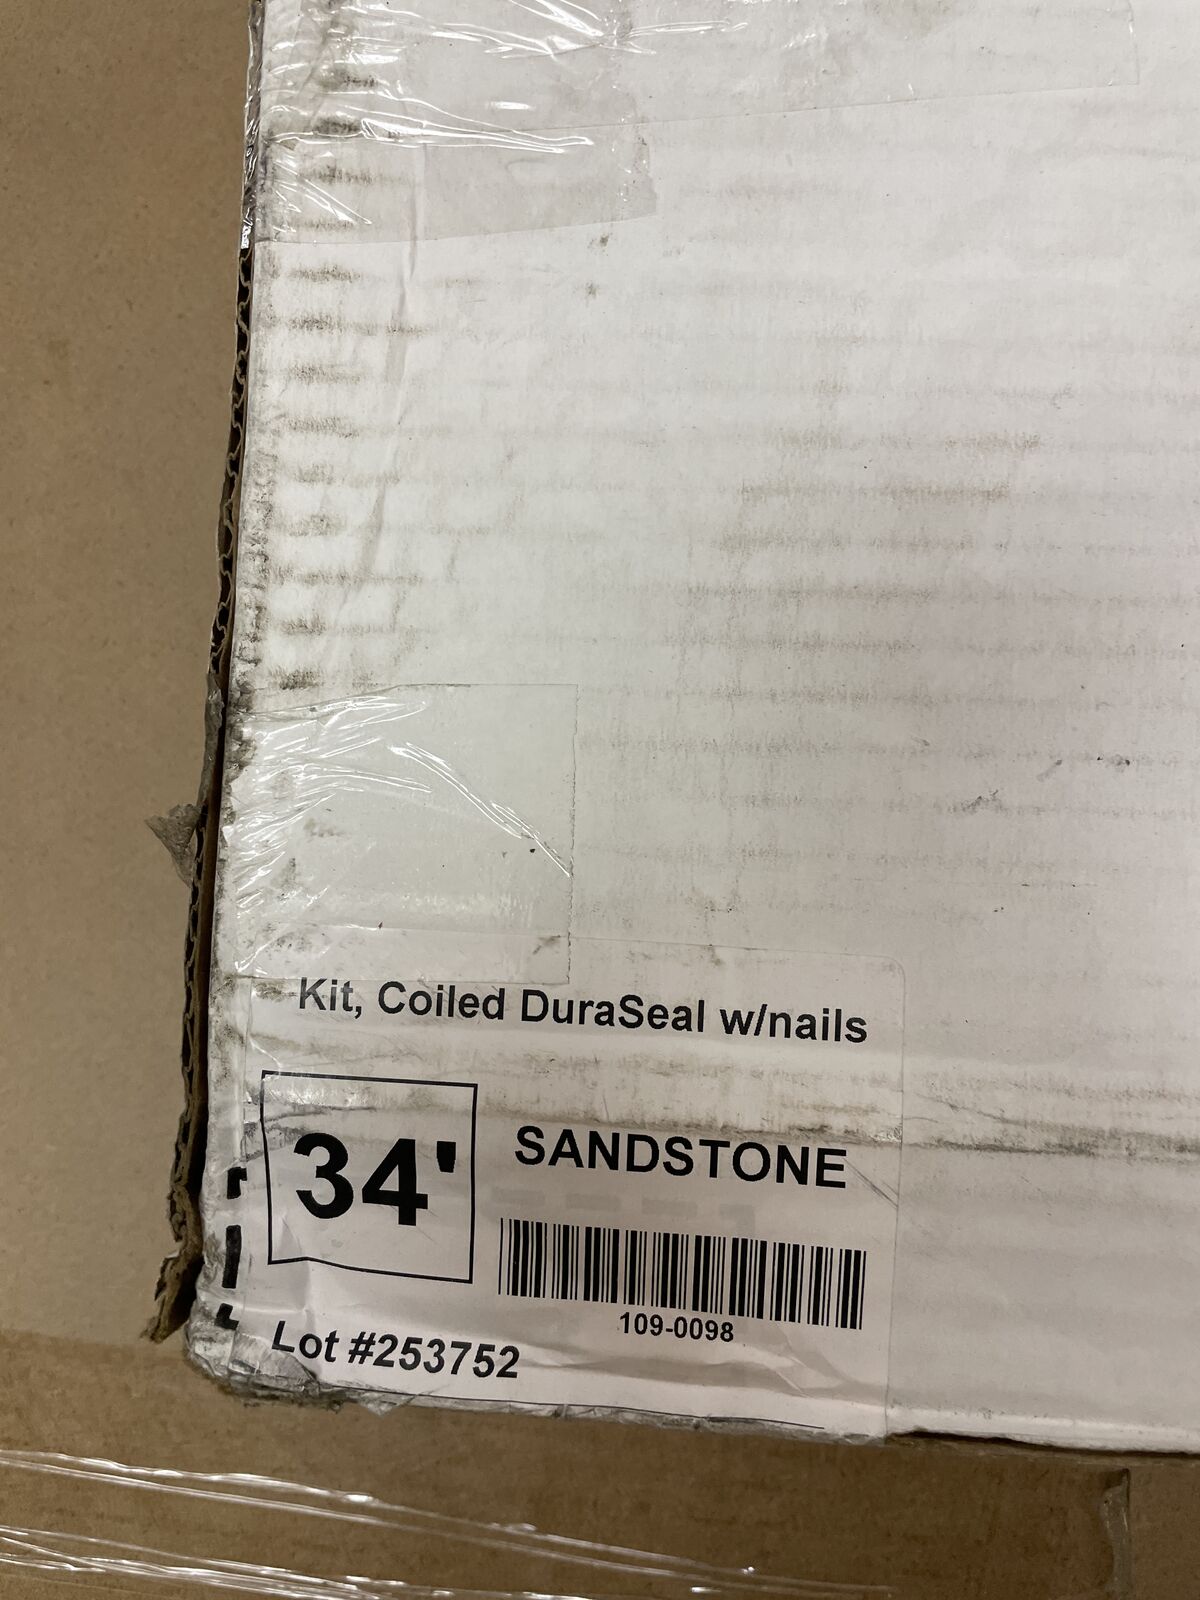 Kit, Coiled DuraSeal w/nails
34'
SANDSTONE
109-0098
Lot #253752